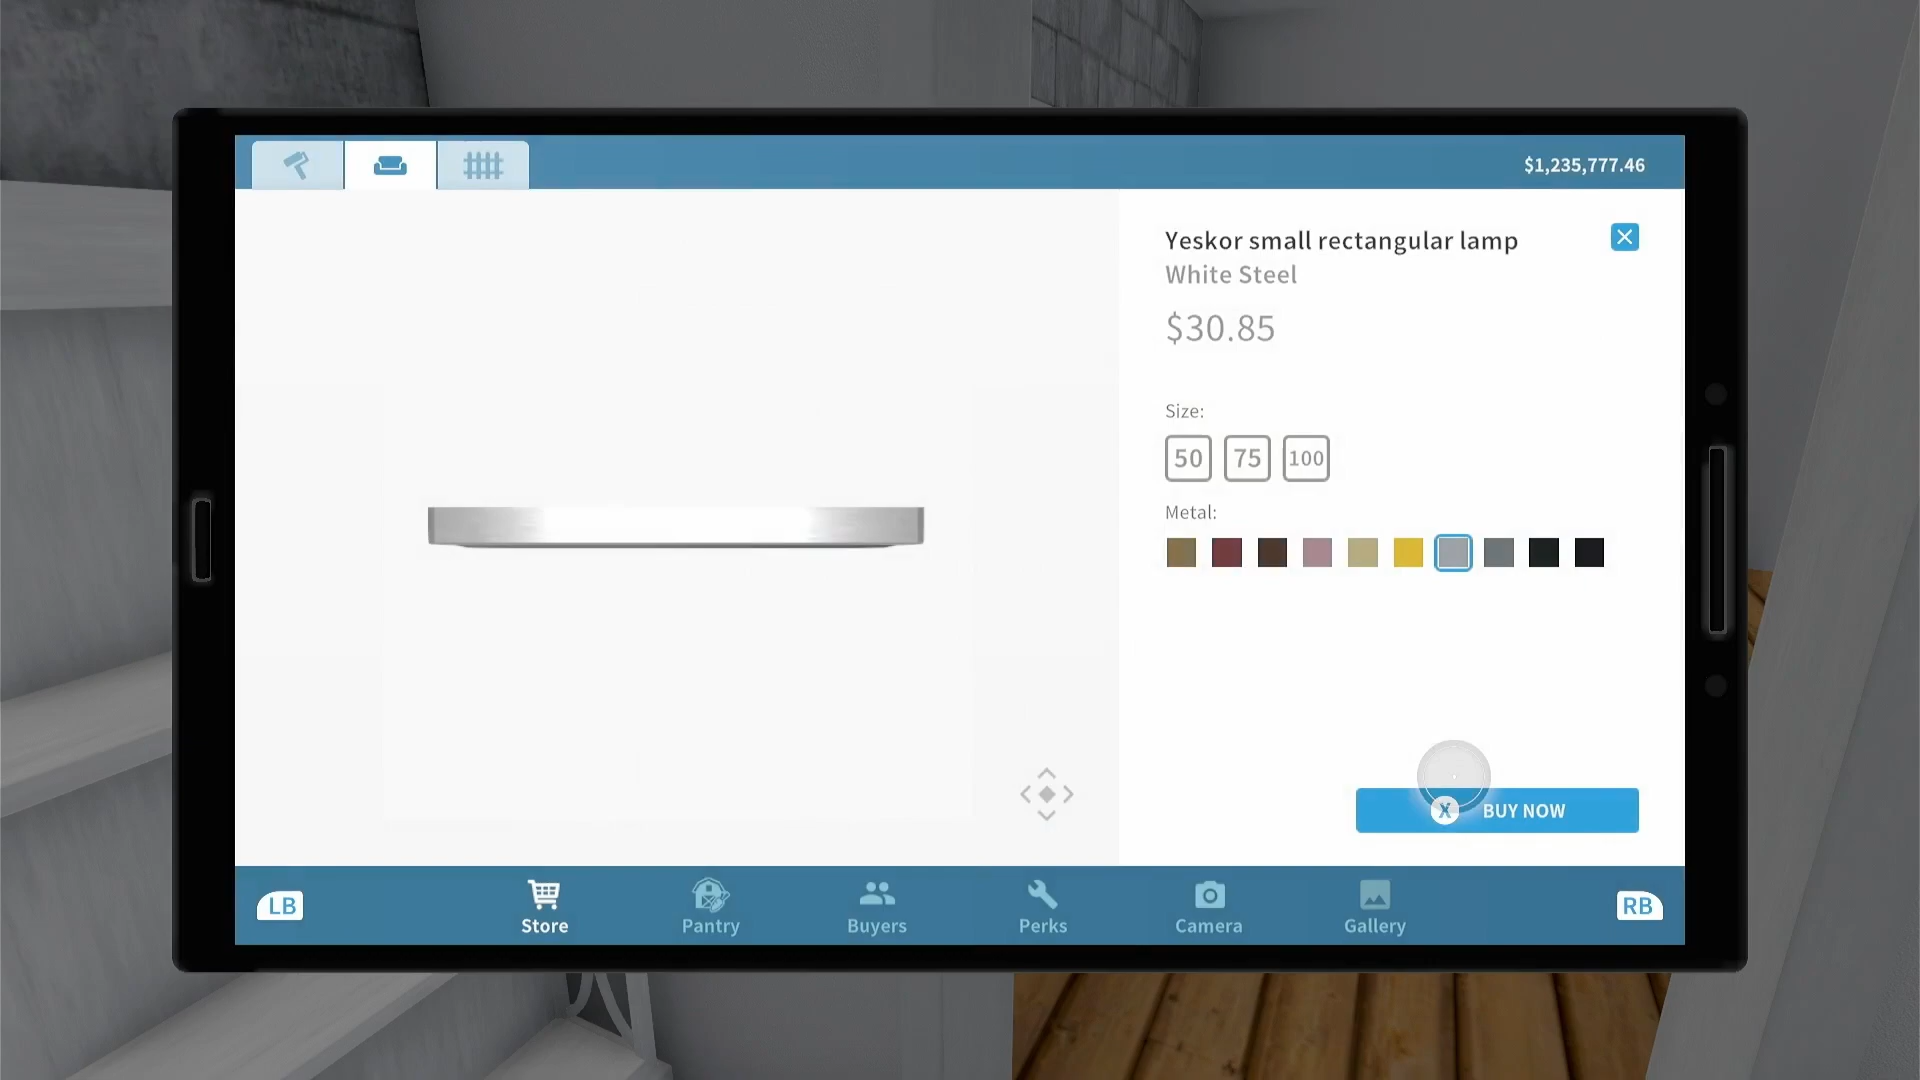 $1,235,777.46
Yeskor small rectangular lamp
White Steel
$30.85
Size:
50 75 100
Metal:
X BUY NOW
LB Store Pantry Buyers Perks Camera Gallery RB